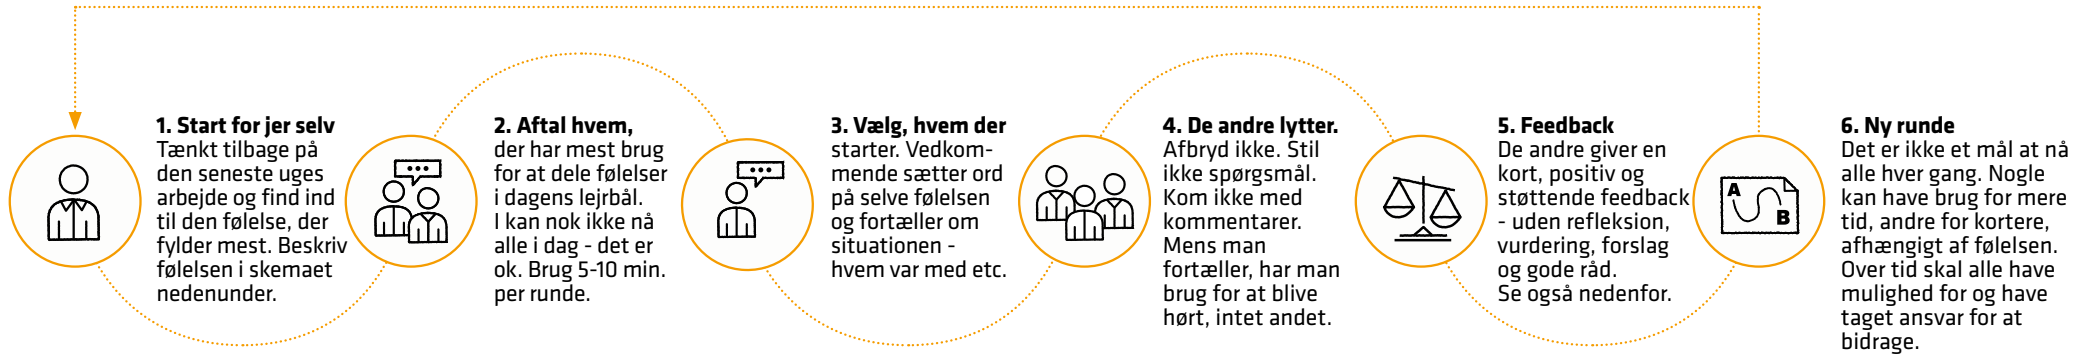 1. Start for jer selv
Tænkt tilbage på
den seneste uges
arbejde og find ind
til den følelse, der
fylder mest. Beskriv
følelsen i skemaet
nedenunder.
2. Aftal hvem,
der har mest brug
for at dele følelser
i dagens lejrbål.
I kan nok ikke nå
alle i dag - det er
ok. Brug 5-10 min.
per runde.
3. Vælg, hvem der
starter. Vedkom-
mende sætter ord
på selve følelsen
og fortæller om
situationen -
hvem var med etc.
4. De andre lytter.
Afbryd ikke. Stil
ikke spørgsmål.
Kom ikke med
kommentarer.
Mens man
fortæller, har man
brug for at blive
hørt, intet andet.
5. Feedback
De andre giver en
kort, positiv og
støttende feedback
- uden refleksion,
vurdering, forslag
og gode råd.
Se også nedenfor.
A
B
6. Ny runde
Det er ikke et mål at nå
alle hver gang. Nogle
kan have brug for mere
tid, andre for kortere,
afhængigt af følelsen.
Over tid skal alle have
mulighed for og have
taget ansvar for at
bidrage.